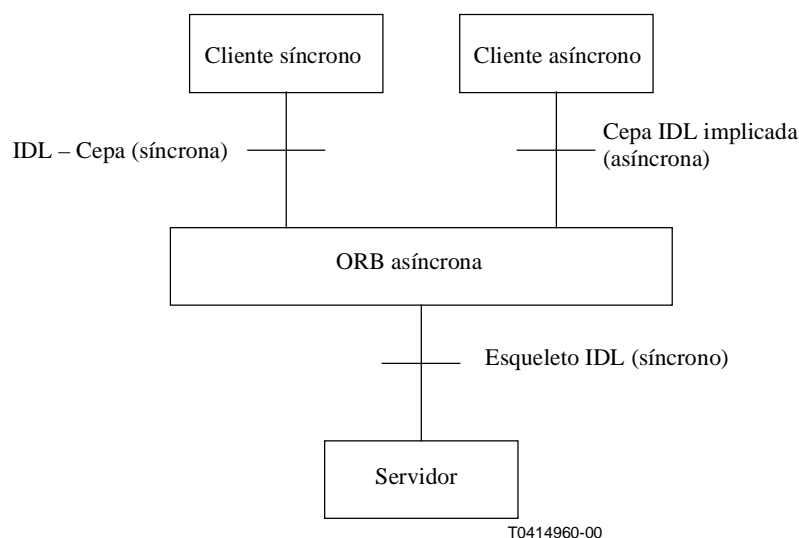 Cliente síncrono
Cliente asíncrono
IDL – Cepa (síncrona)
Cepa IDL implicada
(asíncrona)
ORB asíncrona
Esqueleto IDL (síncrono)
Servidor
T0414960-00